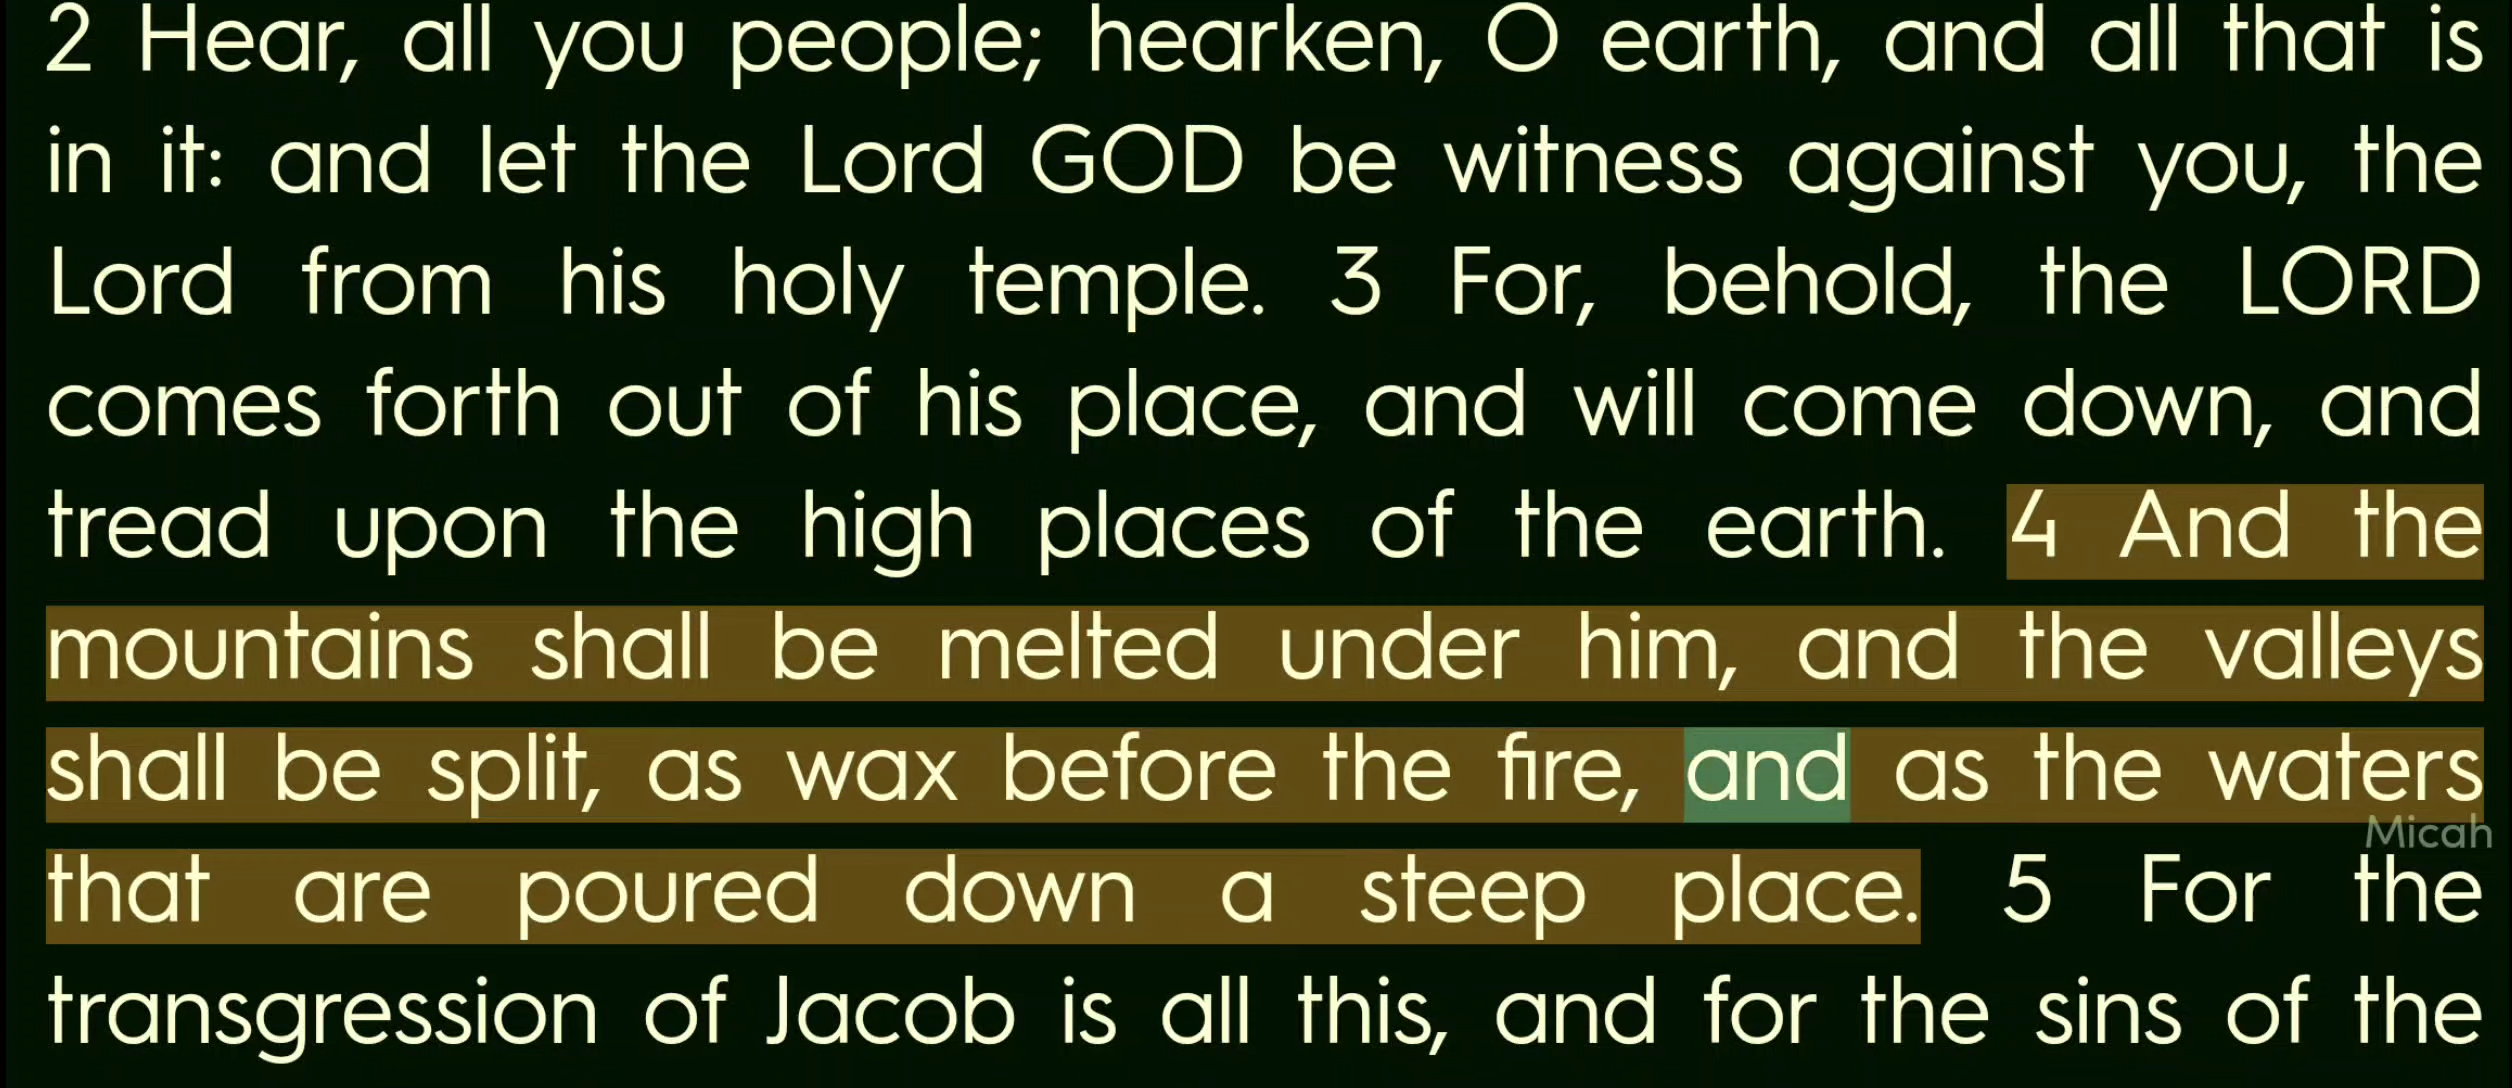 2 Hear, all you people; hearken, O earth, and all that is
in it: and let the Lord GOD be witness against you, the
Lord from his holy temple. 3 For, behold, the LORD
comes forth out of his place, and will come down, and
tread upon the high places of the earth. 4 And the
mountains shall be melted under him, and the valleys
shall be split, as wax before the fire, and as the waters
Micah
that are poured down a steep place. 5 For the
transgression of Jacob is all this, and for the sins of the